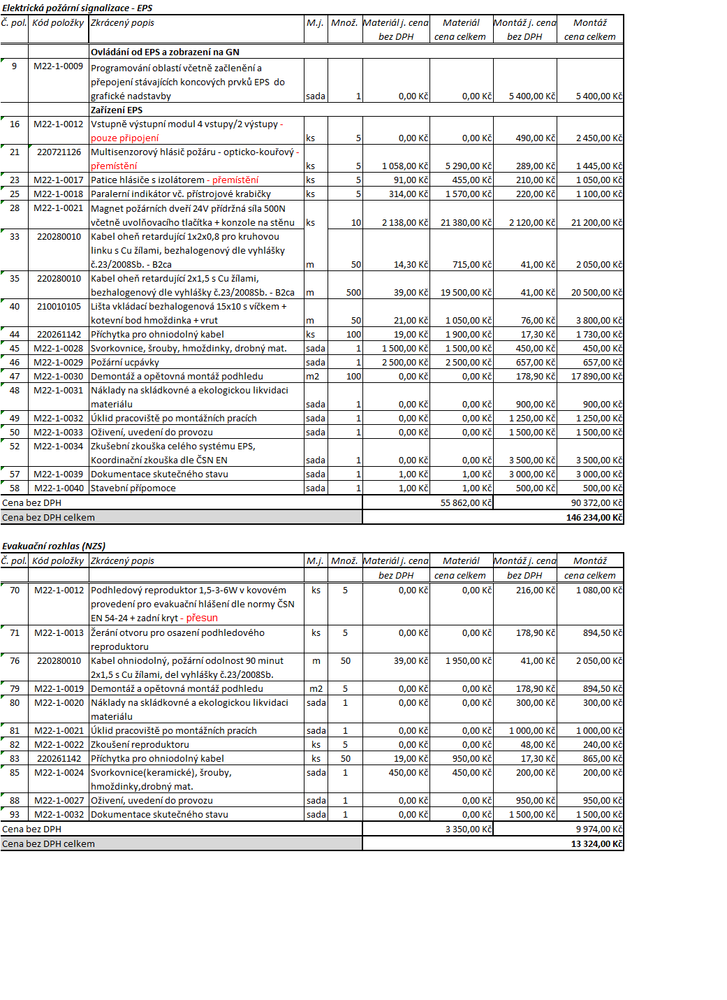 Elektrická požární signalizace - EPS
Č. pol. Kód položky Zkrácený popis M.j. Množ. Materiál j. cena Materiál Montáž j. cena Montáž
bez DPH cena celkem bez DPH cena celkem
Ovládání od EPS a zobrazení na GN
9 M22-1-0009 Programování oblastí včetně začlenění a
přepojení stávajících koncových prvků EPS do
grafické nadstavby sada 1 0,00 Kč 0,00 Kč 5 400,00 Kč 5 400,00 Kč
Zařízení EPS
16 M22-1-0012 Vstupně výstupní modul 4 vstupy/2 výstupy -
pouze připojení ks 5 0,00 Kč 0,00 Kč 490,00 Kč 2 450,00 Kč
21 220721126 Multisenzorový hlásič požáru - opticko-kouřový -
přemístění ks 5 1 058,00 Kč 5 290,00 Kč 289,00 Kč 1 445,00 Kč
23 M22-1-0017 Patice hlásiče s izolátorem - přemístění ks 5 91,00 Kč 455,00 Kč 210,00 Kč 1 050,00 Kč
25 M22-1-0018 Paralerní indikátor vč. přístrojové krabičky ks 5 314,00 Kč 1 570,00 Kč 220,00 Kč 1 100,00 Kč
28 M22-1-0021 Magnet požárních dveří 24V přídržná síla 500N
včetně uvolňovacího tlačítka + konzole na stěnu ks 10 2 138,00 Kč 21 380,00 Kč 2 120,00 Kč 21 200,00 Kč
33 220280010 Kabel oheň retardující 1x2x0,8 pro kruhovou
linku s Cu žílami, bezhalogenový dle vyhlášky
č.23/2008Sb. - B2ca m 50 14,30 Kč 715,00 Kč 41,00 Kč 2 050,00 Kč
35 220280010 Kabel oheň retardující 2x1,5 s Cu žílami,
bezhalogenový dle vyhlášky č.23/2008Sb. - B2ca m 500 39,00 Kč 19 500,00 Kč 41,00 Kč 20 500,00 Kč
40 210010105 Lišta vkládací bezhalogenová 15x10 s víčkem +
kotevní bod hmoždinka + vrut m 50 21,00 Kč 1 050,00 Kč 76,00 Kč 3 800,00 Kč
44 220261142 Příchytka pro ohniodolný kabel ks 100 19,00 Kč 1 900,00 Kč 17,30 Kč 1 730,00 Kč
45 M22-1-0028 Svorkovnice, šrouby, hmoždinky, drobný mat. sada 1 1 500,00 Kč 1 500,00 Kč 450,00 Kč 450,00 Kč
46 M22-1-0029 Požární ucpávky sada 1 2 500,00 Kč 2 500,00 Kč 657,00 Kč 657,00 Kč
47 M22-1-0030 Demontáž a opětovná montáž podhledu m2 100 0,00 Kč 0,00 Kč 178,90 Kč 17 890,00 Kč
48 M22-1-0031 Náklady na skládkovné a ekologickou likvidaci
materiálu sada 1 0,00 Kč 0,00 Kč 900,00 Kč 900,00 Kč
49 M22-1-0032 Úklid pracoviště po montážních pracích sada 1 0,00 Kč 0,00 Kč 1 250,00 Kč 1 250,00 Kč
50 M22-1-0033 Oživení, uvedení do provozu sada 1 0,00 Kč 0,00 Kč 1 500,00 Kč 1 500,00 Kč
52 M22-1-0034 Zkušební zkouška celého systému EPS,
Koordinační zkouška dle ČSN EN sada 1 0,00 Kč 0,00 Kč 3 500,00 Kč 3 500,00 Kč
57 M22-1-0039 Dokumentace skutečného stavu sada 1 1,00 Kč 1,00 Kč 3 000,00 Kč 3 000,00 Kč
58 M22-1-0040 Stavební přípomoce sada 1 1,00 Kč 1,00 Kč 500,00 Kč 500,00 Kč
Cena bez DPH 55 862,00 Kč 90 372,00 Kč
Cena bez DPH celkem 146 234,00 Kč
Evakuační rozhlas (NZS)
Č. pol. Kód položky Zkrácený popis M.j. Množ. Materiál j. cena Materiál Montáž j. cena Montáž
bez DPH cena celkem bez DPH cena celkem
70 M22-1-0012 Podhledový reproduktor 1,5-3-6W v kovovém ks 5 0,00 Kč 0,00 Kč 216,00 Kč 1 080,00 Kč
provedení pro evakuační hlášení dle normy ČSN
EN 54-24 + zadní kryt - přesun
71 M22-1-0013 Žerání otvoru pro osazení podhledového ks 5 0,00 Kč 0,00 Kč 178,90 Kč 894,50 Kč
reproduktoru
76 220280010 Kabel ohniodolný, požární odolnost 90 minut m 50 39,00 Kč 1 950,00 Kč 41,00 Kč 2 050,00 Kč
2x1,5 s Cu žílami, del vyhlášky č.23/2008Sb.
79 M22-1-0019 Demontáž a opětovná montáž podhledu m2 5 0,00 Kč 0,00 Kč 178,90 Kč 894,50 Kč
80 M22-1-0020 Náklady na skládkovné a ekologickou likvidaci sada 1 0,00 Kč 0,00 Kč 300,00 Kč 300,00 Kč
materiálu
81 M22-1-0021 Úklid pracoviště po montážních pracích sada 1 0,00 Kč 0,00 Kč 1 000,00 Kč 1 000,00 Kč
82 M22-1-0022 Zkoušení reproduktoru ks 5 0,00 Kč 0,00 Kč 48,00 Kč 240,00 Kč
83 220261142 Příchytka pro ohniodolný kabel ks 50 19,00 Kč 950,00 Kč 17,30 Kč 865,00 Kč
85 M22-1-0024 Svorkovnice(keramické), šrouby, sada 1 450,00 Kč 450,00 Kč 200,00 Kč 200,00 Kč
hmoždinky,drobný mat.
88 M22-1-0027 Oživení, uvedení do provozu sada 1 0,00 Kč 0,00 Kč 950,00 Kč 950,00 Kč
93 M22-1-0032 Dokumentace skutečného stavu sada 1 0,00 Kč 0,00 Kč 1 500,00 Kč 1 500,00 Kč
Cena bez DPH 3 350,00 Kč 9 974,00 Kč
Cena bez DPH celkem 13 324,00 Kč